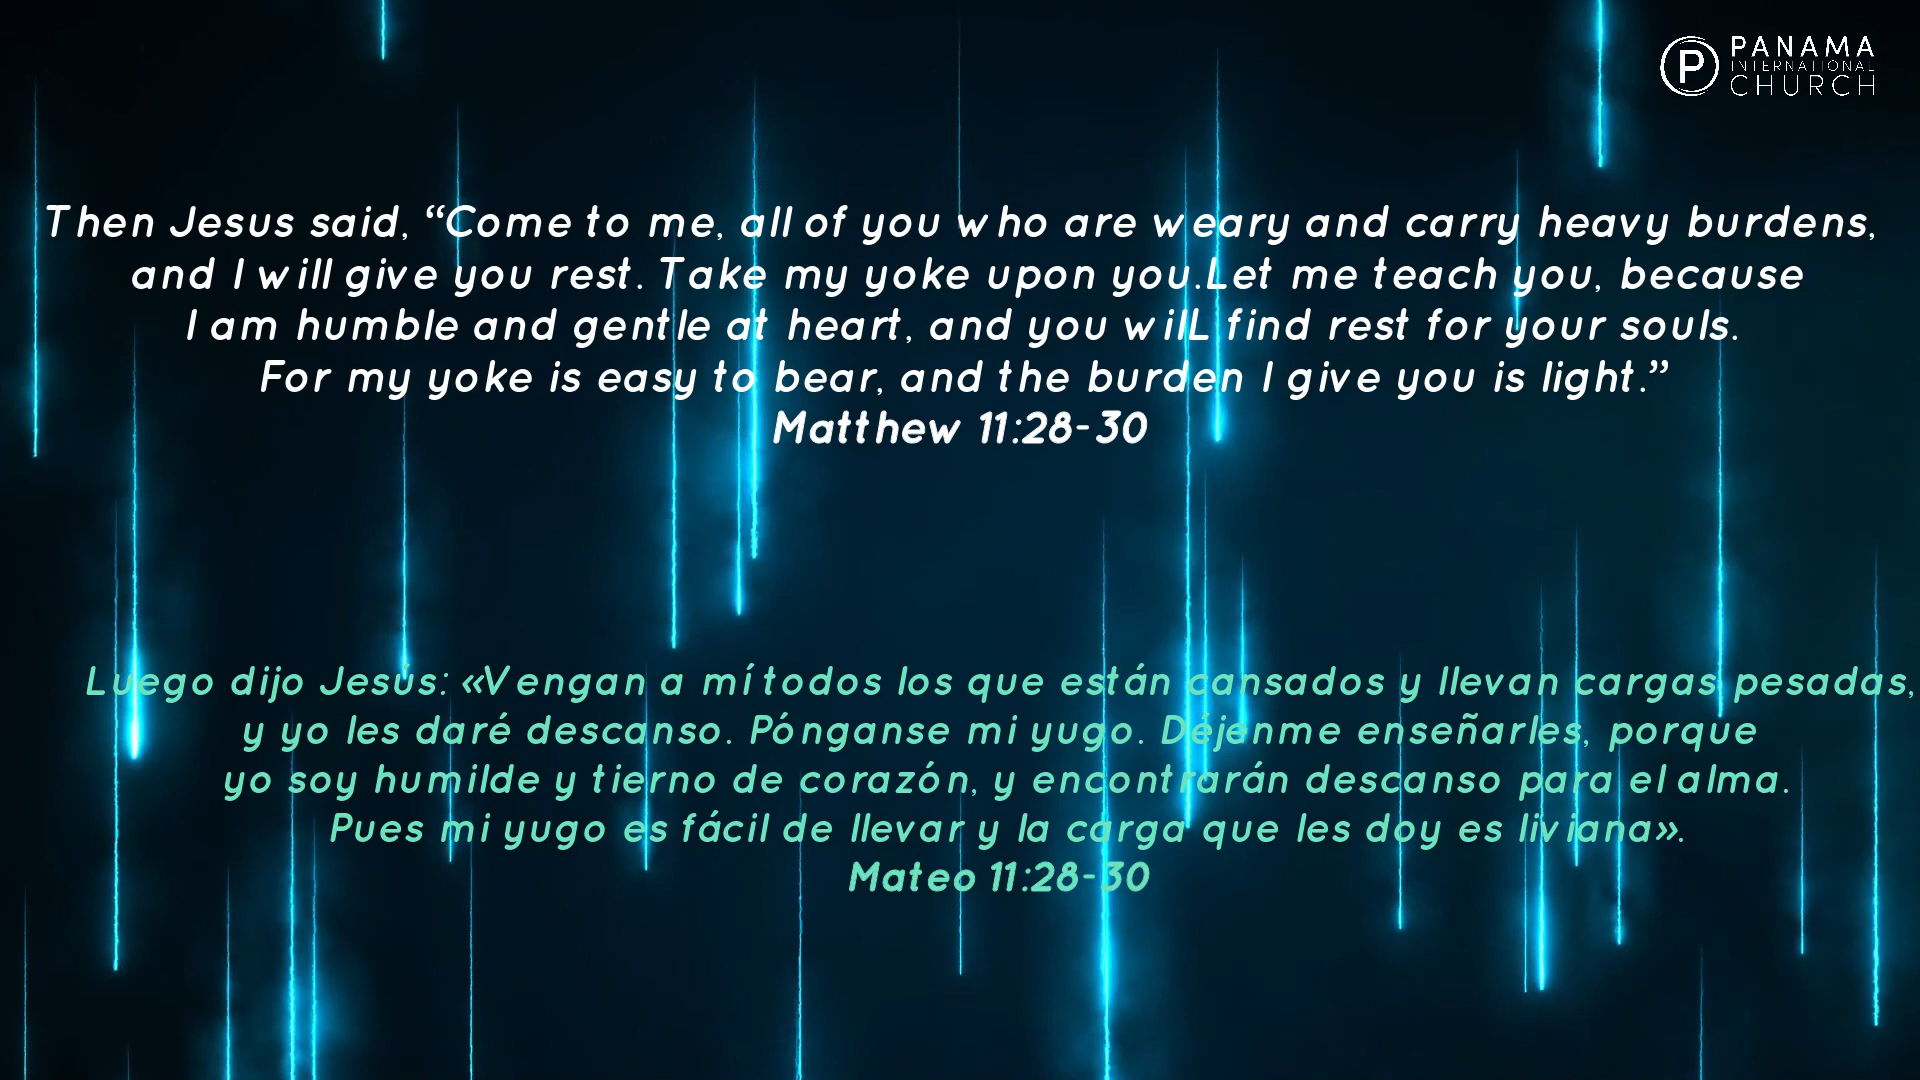 PANAMA
INTERNATIONAL
CHURCH
Then Jesus said, “Come to me, all of you who are weary and carry heavy burdens,
and I will give you rest. Take my yoke upon you.Let me teach you, because
I am humble and gentle at heart, and you wilL find rest for your souls.
For my yoke is easy to bear, and the burden I give you is light.”
Matthew 11:28-30
Luego dijo Jesús: «Vengan a mí todos los que están cansados y llevan cargas pesadas,
y yo les daré descanso. Pónganse mi yugo. Déjenme enseñarles, porque
yo soy humilde y tierno de corazón, y encontrarán descanso para el alma.
Pues mi yugo es fácil de llevar y la carga que les doy es liviana».
Mateo 11:28-30